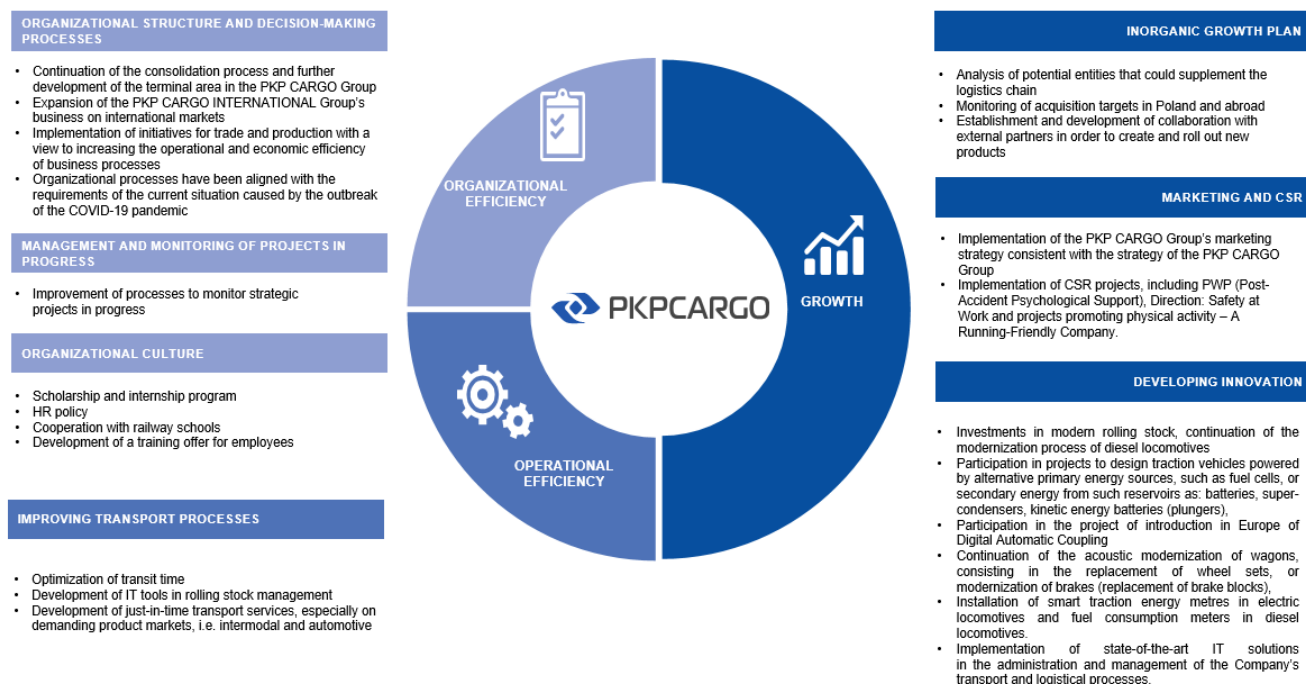 ORGANIZATIONAL STRUCTURE AND DECISION-MAKING
PROCESSES
• Continuation of the consolidation process and further
development of the terminal area in the PKP CARGO Group
• Expansion of the PKP CARGO INTERNATIONAL Group's
business on international markets
• Implementation of initiatives for trade and production with a
view to increasing the operational and economic efficiency
of business processes
• Organizational processes have been aligned with the
requirements of the current situation caused by the outbreak
of the COVID-19 pandemic
MANAGEMENT AND MONITORING OF PROJECTS IN
PROGRESS
• Improvement of processes to monitor strategic
projects in progress
ORGANIZATIONAL CULTURE
• Scholarship and internship program
• HR policy
• Cooperation with railway schools
• Development of a training offer for employees
IMPROVING TRANSPORT PROCESSES
• Optimization of transit time
• Development of IT tools in rolling stock management
• Development of just-in-time transport services, especially on
demanding product markets, i.e. intermodal and automotive
ORGANIZATIONAL
EFFICIENCY
PKPCARGO
GROWTH
OPERATIONAL
EFFICIENCY
INORGANIC GROWTH PLAN
• Analysis of potential entities that could supplement the
logistics chain
• Monitoring of acquisition targets in Poland and abroad
• Establishment and development of collaboration with
external partners in order to create and roll out new
products
MARKETING AND CSR
• Implementation of the PKP CARGO Group's marketing
strategy consistent with the strategy of the PKP CARGO
Group
• Implementation of CSR projects, including PWP (Post-
Accident Psychological Support), Direction: Safety at
Work and projects promoting physical activity – A
Running-Friendly Company.
DEVELOPING INNOVATION
• Investments in modern rolling stock, continuation of the
modernization process of diesel locomotives
• Participation in projects to design traction vehicles powered
by alternative primary energy sources, such as fuel cells, or
secondary energy from such reservoirs as: batteries, super-
condensers, kinetic energy batteries (plungers),
• Participation in the project of introduction in Europe of
Digital Automatic Coupling
• Continuation of the acoustic modernization of wagons,
consisting in the replacement of wheel sets, or
modernization of brakes (replacement of brake blocks),
• Installation of smart traction energy metres in electric
locomotives and fuel consumption meters in diesel
locomotives.
• Implementation of state-of-the-art IT solutions
in the administration and management of the Company's
transport and logistical processes.